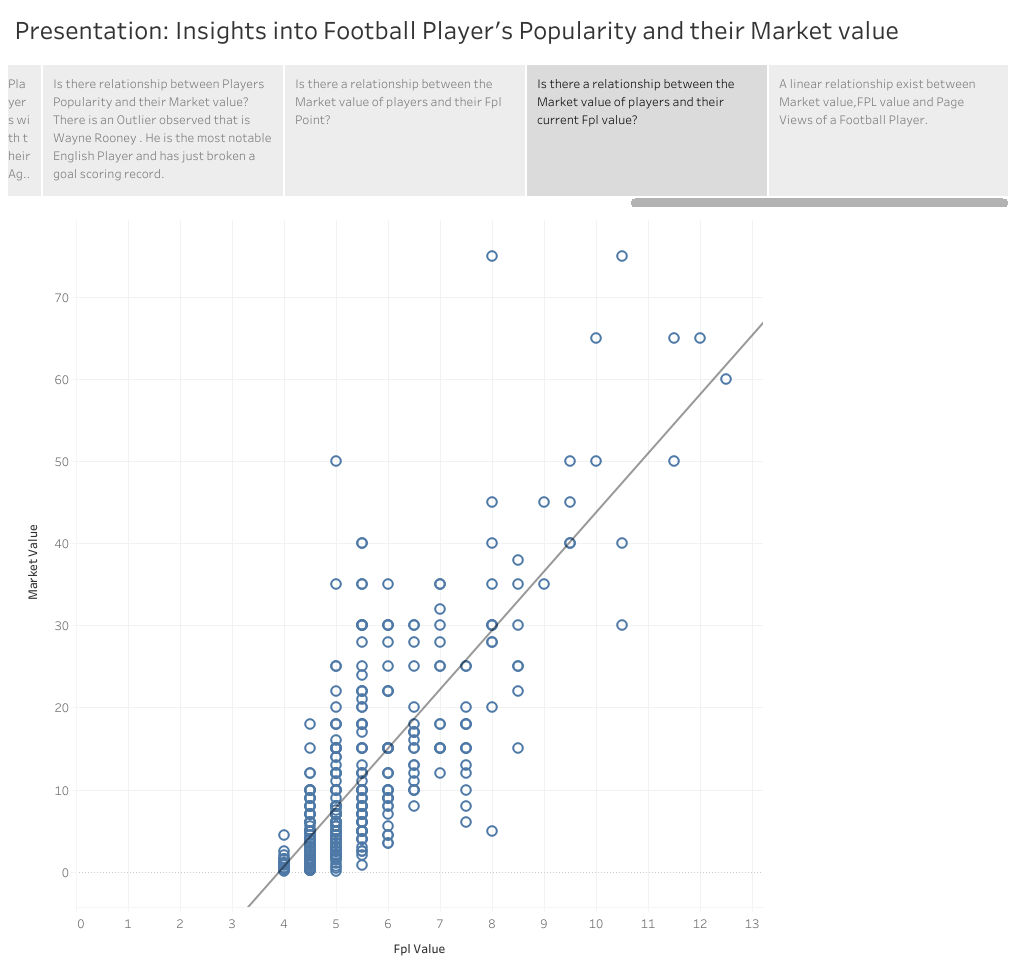 Presentation: Insights into Football Player's Popularity and their Market value
Pla
yer
s wi
th t
heir
Ag..
Is there relationship between Players
Popularity and their Market value?
There is an Outlier observed that is
Wayne Rooney . He is the most notable
English Player and has just broken a
goal scoring record.
Is there a relationship between the
Market value of players and their Fpl
Point?
Is there a relationship between the
Market value of players and their
current Fpl value?
A linear relationship exist between
Market value,FPL value and Page
Views of a Football Player.
70
60
50
40
30
20
10
0
Market Value
0 1 2 3 4 5 6 7 8 9 10 11 12 13
Fpl Value